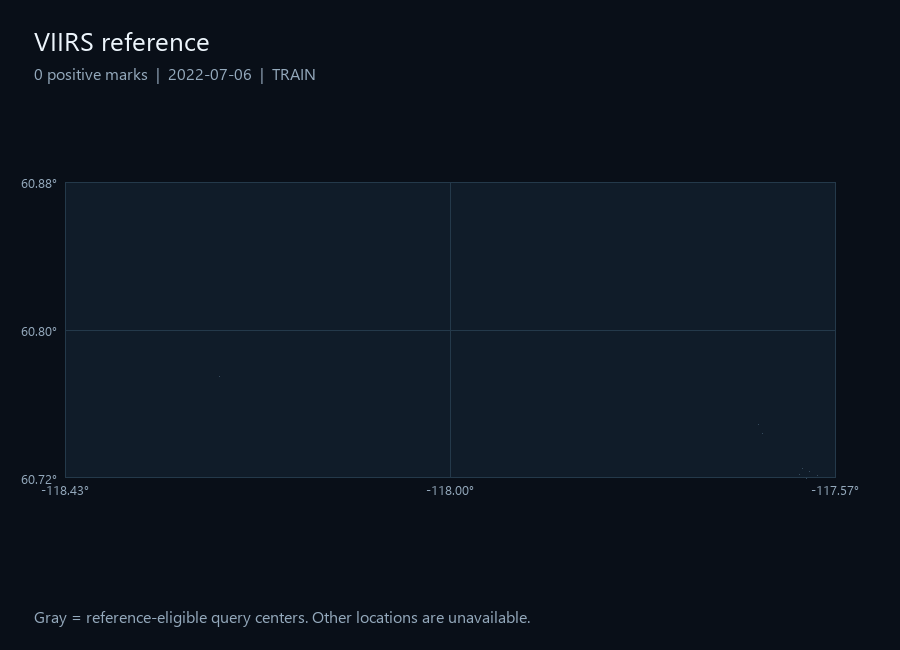 VIIRS reference
0 positive marks | 2022-07-06 | TRAIN
60.88°
60.80°
60.72°
-118.43° -118.00° -117.57°
Gray = reference-eligible query centers. Other locations are unavailable.